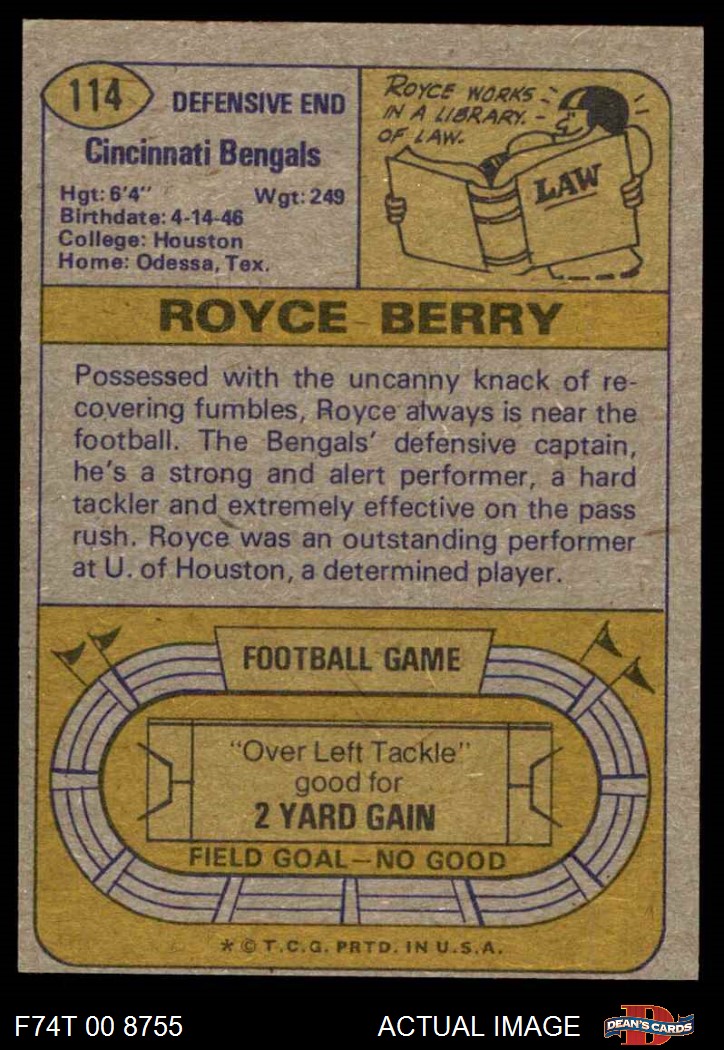 114
DEFENSIVE END
Cincinnati Bengals
Hgt: 6'4" Wgt: 249
Birthdate: 4-14-46
College: Houston
Home: Odessa, Tex.
ROYCE WORKS
IN A LIBRARY.
OF LAW.
LAW
ROYCE BERRY
Possessed with the uncanny knack of re-
covering fumbles, Royce always is near the
football. The Bengals' defensive captain,
he's a strong and alert performer, a hard
tackler and extremely effective on the pass
rush. Royce was an outstanding performer
at U. of Houston, a determined player.
FOOTBALL GAME
"Over Left Tackle"
good for
2 YARD GAIN
FIELD GOAL—NO GOOD
* © T.C.G. PRTD. IN U.S.A.
F74T 00 8755
ACTUAL IMAGE
DEAN'S CARDS